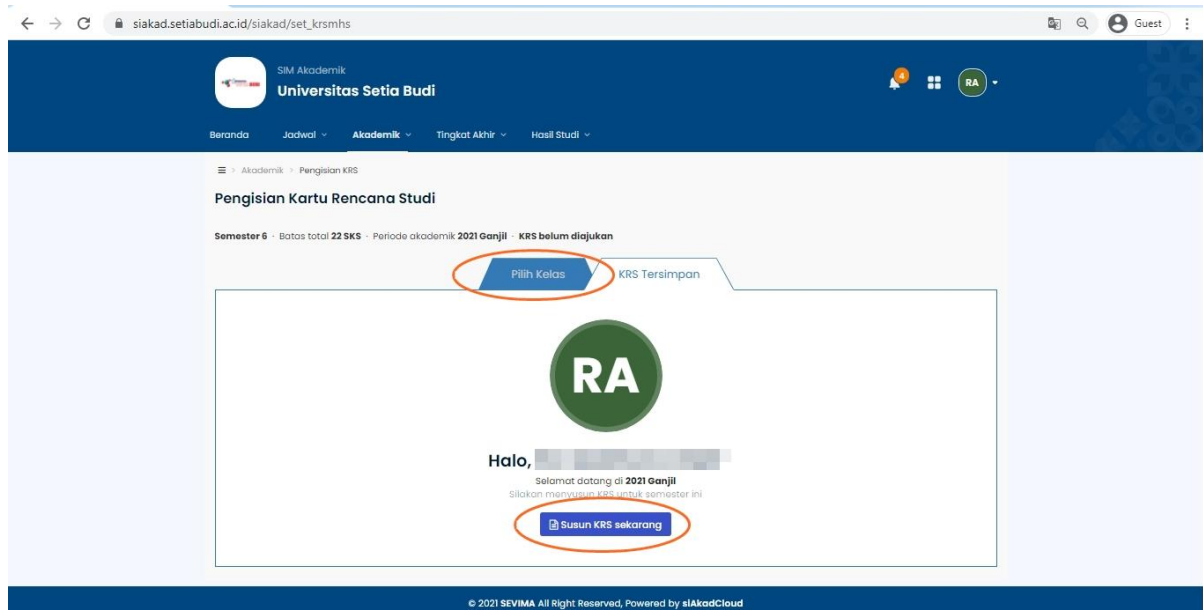 siakad.setiabudi.ac.id/siakad/set_krsmhs
Guest
SIM Akademik
Universitas Setia Budi
4
RA
Beranda Jadwal Akademik Tingkat Akhir Hasil Studi
Akademik > Pengisian KRS
Pengisian Kartu Rencana Studi
Semester 6 · Batas total 22 SKS · Periode akademik 2021 Ganjil · KRS belum diajukan
Pilih Kelas
KRS Tersimpan
RA
Halo,
Selamat datang di 2021 Ganjil
Silakan menyusun KRS untuk semester ini
Susun KRS sekarang
© 2021 SEVIMA All Right Reserved, Powered by siAkadCloud